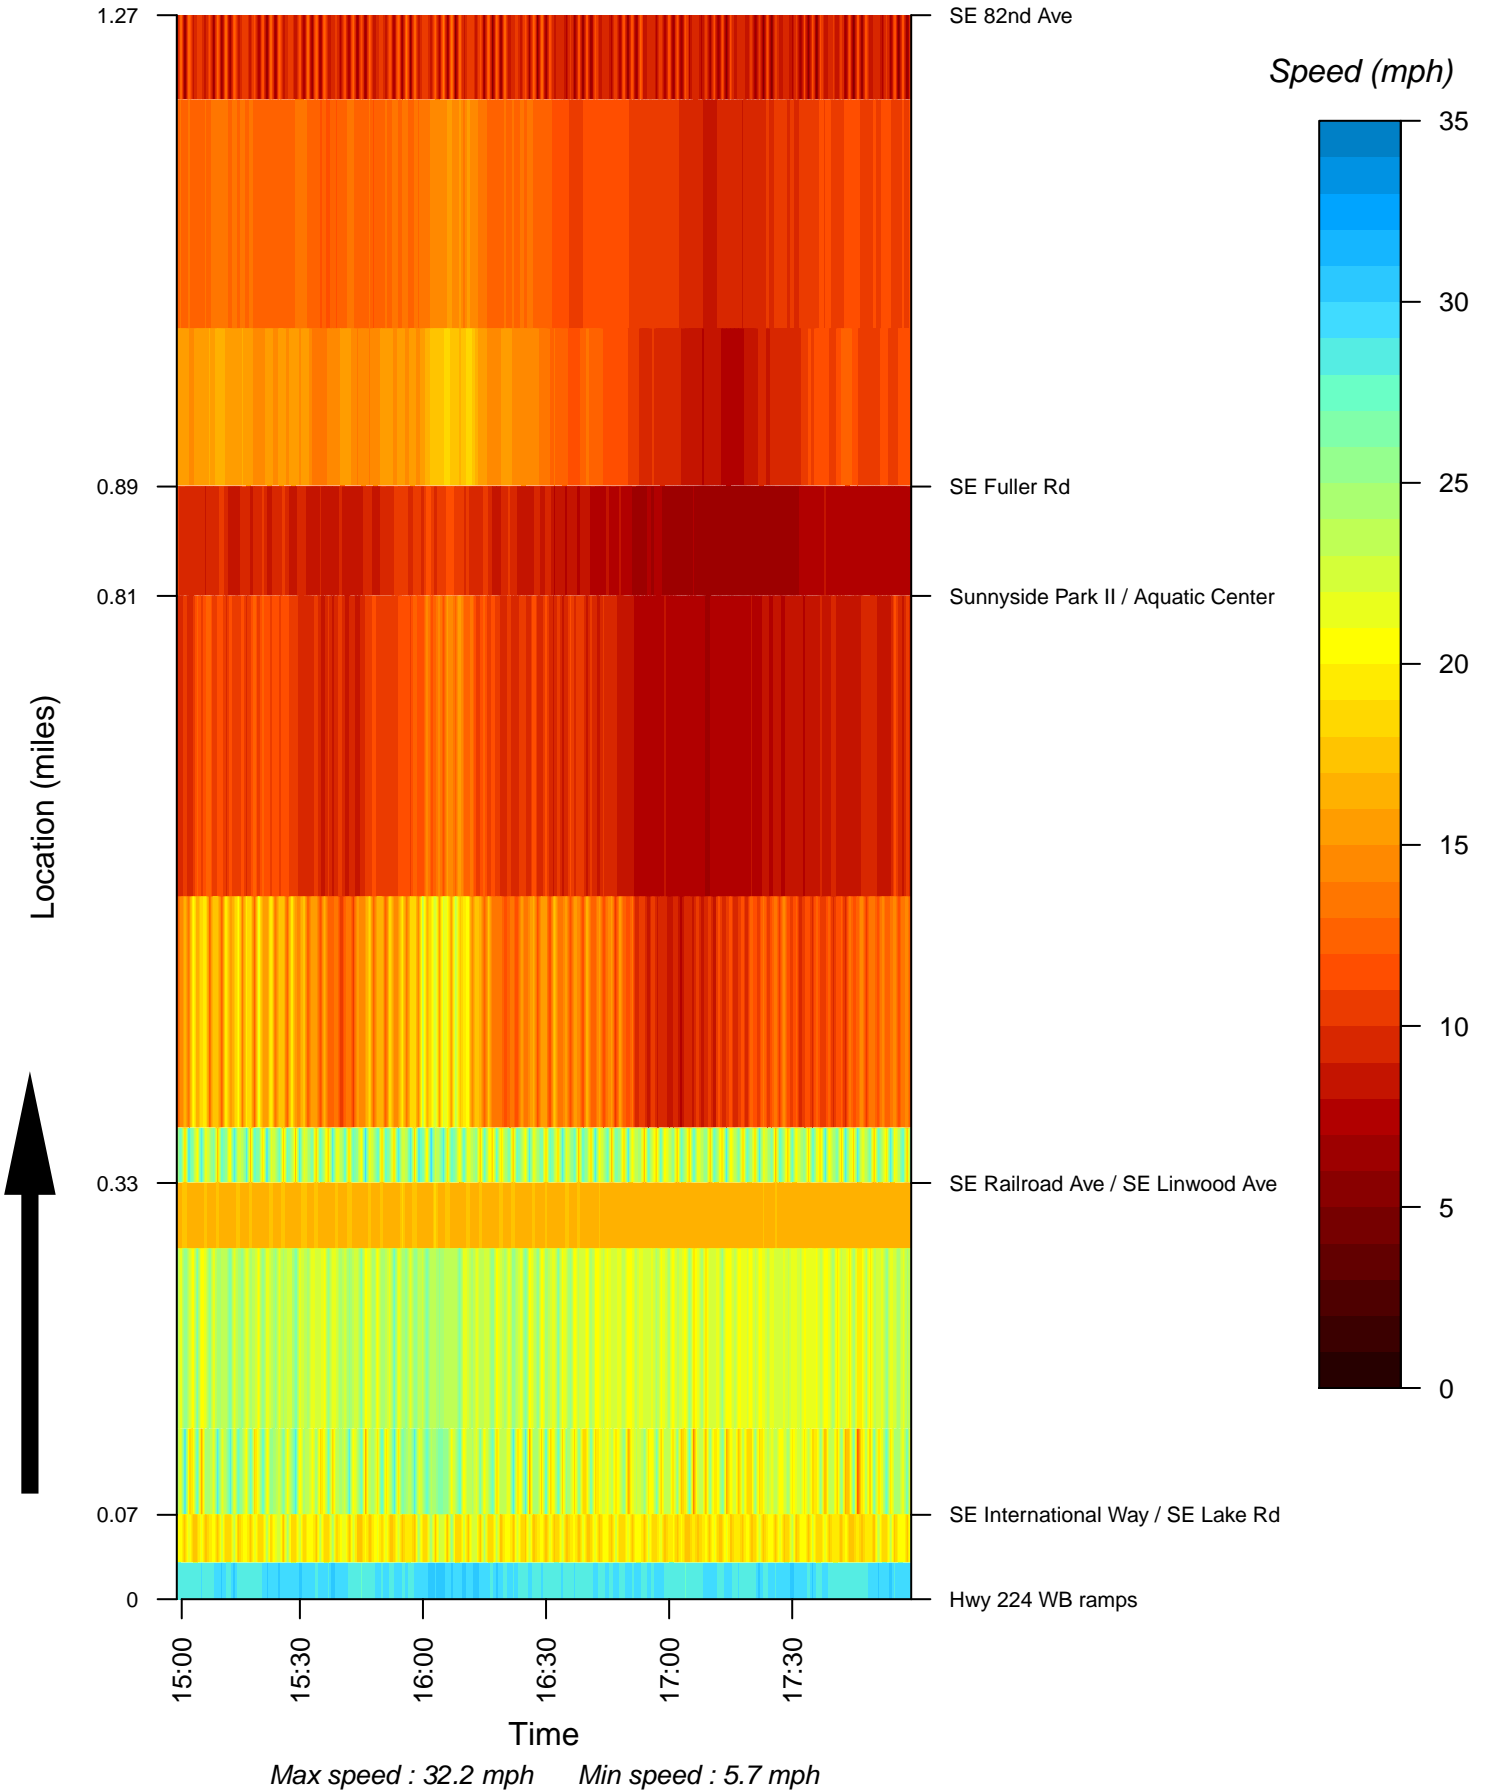 1.27
SE 82nd Ave
Speed (mph)
35
30
25
20
15
10
5
0
0.89
SE Fuller Rd
0.81
Sunnyside Park II / Aquatic Center
Location (miles)
0.33
SE Railroad Ave / SE Linwood Ave
0.07
SE International Way / SE Lake Rd
0
Hwy 224 WB ramps
15:00
15:30
16:00
16:30
17:00
17:30
Time
Max speed : 32.2 mph Min speed : 5.7 mph